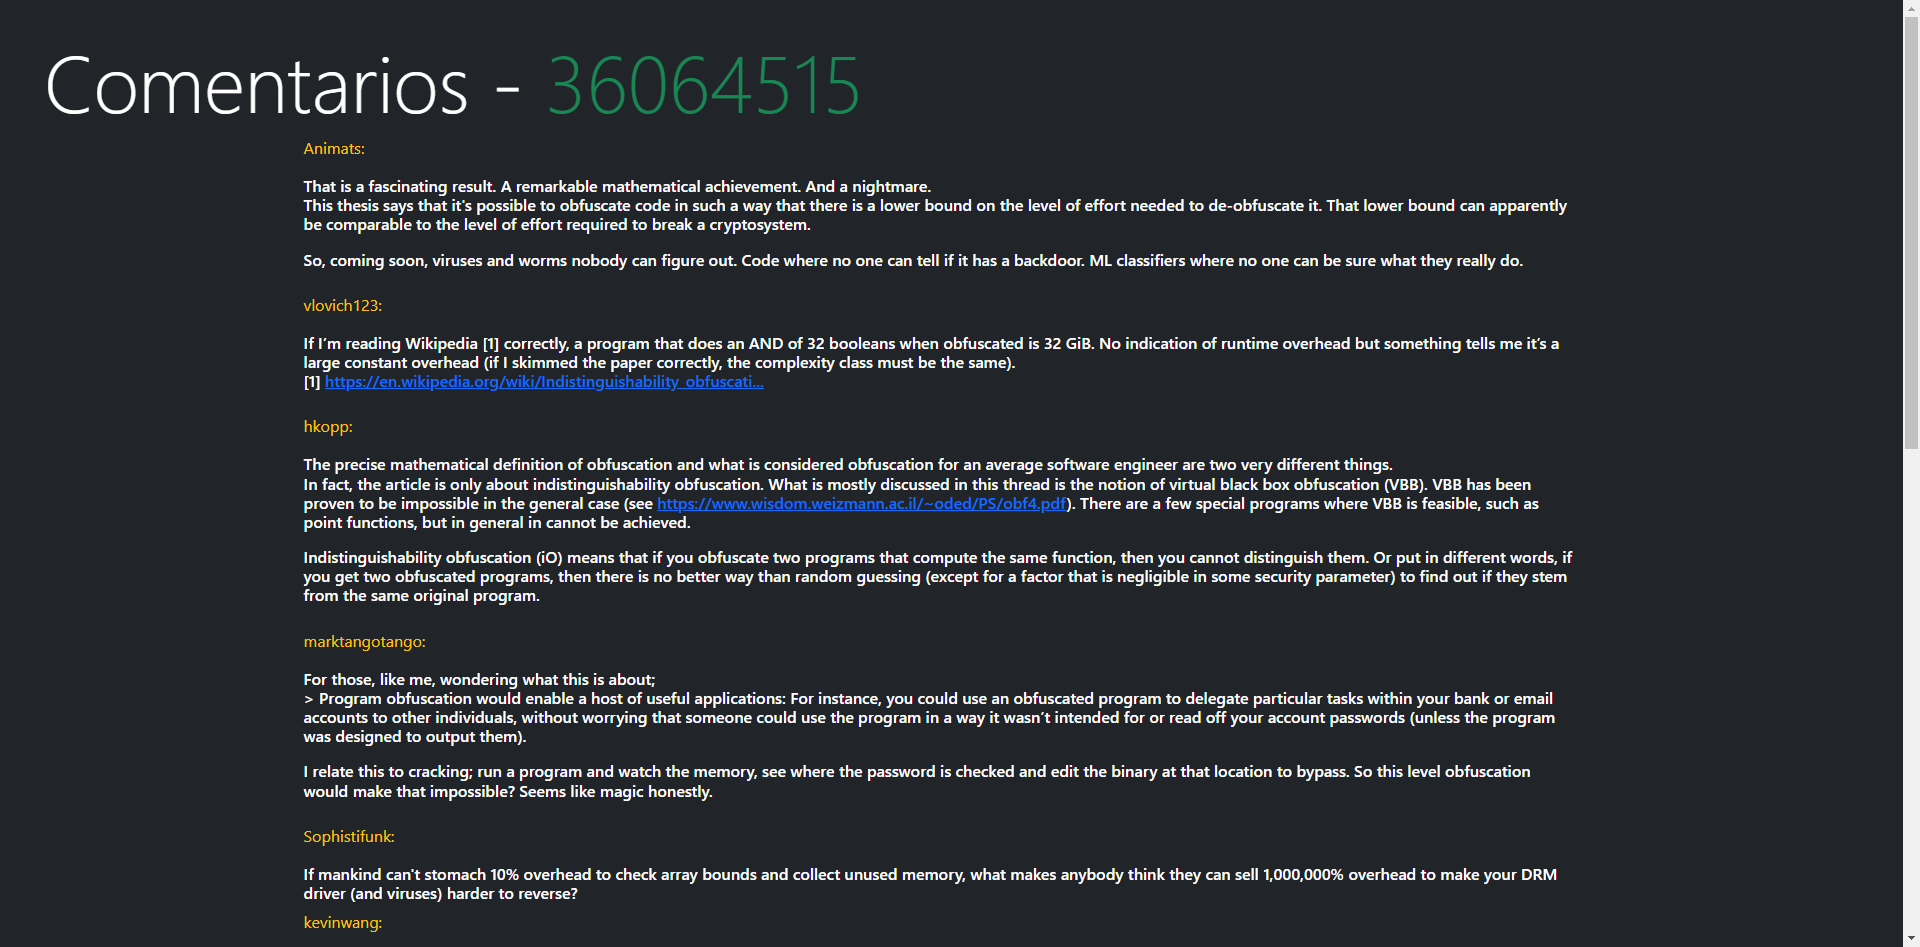 Comentarios - 36064515
Animats:
That is a fascinating result. A remarkable mathematical achievement. And a nightmare.
This thesis says that it's possible to obfuscate code in such a way that there is a lower bound on the level of effort needed to de-obfuscate it. That lower bound can apparently
be comparable to the level of effort required to break a cryptosystem.
So, coming soon, viruses and worms nobody can figure out. Code where no one can tell if it has a backdoor. ML classifiers where no one can be sure what they really do.
vlovich123:
If I’m reading Wikipedia [1] correctly, a program that does an AND of 32 booleans when obfuscated is 32 GiB. No indication of runtime overhead but something tells me it’s a
large constant overhead (if I skimmed the paper correctly, the complexity class must be the same).
[1] https://en.wikipedia.org/wiki/Indistinguishability_obfuscati...
hkopp:
The precise mathematical definition of obfuscation and what is considered obfuscation for an average software engineer are two very different things.
In fact, the article is only about indistinguishability obfuscation. What is mostly discussed in this thread is the notion of virtual black box obfuscation (VBB). VBB has been
proven to be impossible in the general case (see https://www.wisdom.weizmann.ac.il/~oded/PS/obf4.pdf). There are a few special programs where VBB is feasible, such as
point functions, but in general in cannot be achieved.
Indistinguishability obfuscation (iO) means that if you obfuscate two programs that compute the same function, then you cannot distinguish them. Or put in different words, if
you get two obfuscated programs, then there is no better way than random guessing (except for a factor that is negligible in some security parameter) to find out if they stem
from the same original program.
marktangotango:
For those, like me, wondering what this is about;
> Program obfuscation would enable a host of useful applications: For instance, you could use an obfuscated program to delegate particular tasks within your bank or email
accounts to other individuals, without worrying that someone could use the program in a way it wasn’t intended for or read off your account passwords (unless the program
was designed to output them).
I relate this to cracking; run a program and watch the memory, see where the password is checked and edit the binary at that location to bypass. So this level obfuscation
would make that impossible? Seems like magic honestly.
Sophistifunk:
If mankind can't stomach 10% overhead to check array bounds and collect unused memory, what makes anybody think they can sell 1,000,000% overhead to make your DRM
driver (and viruses) harder to reverse?
kevinwang: